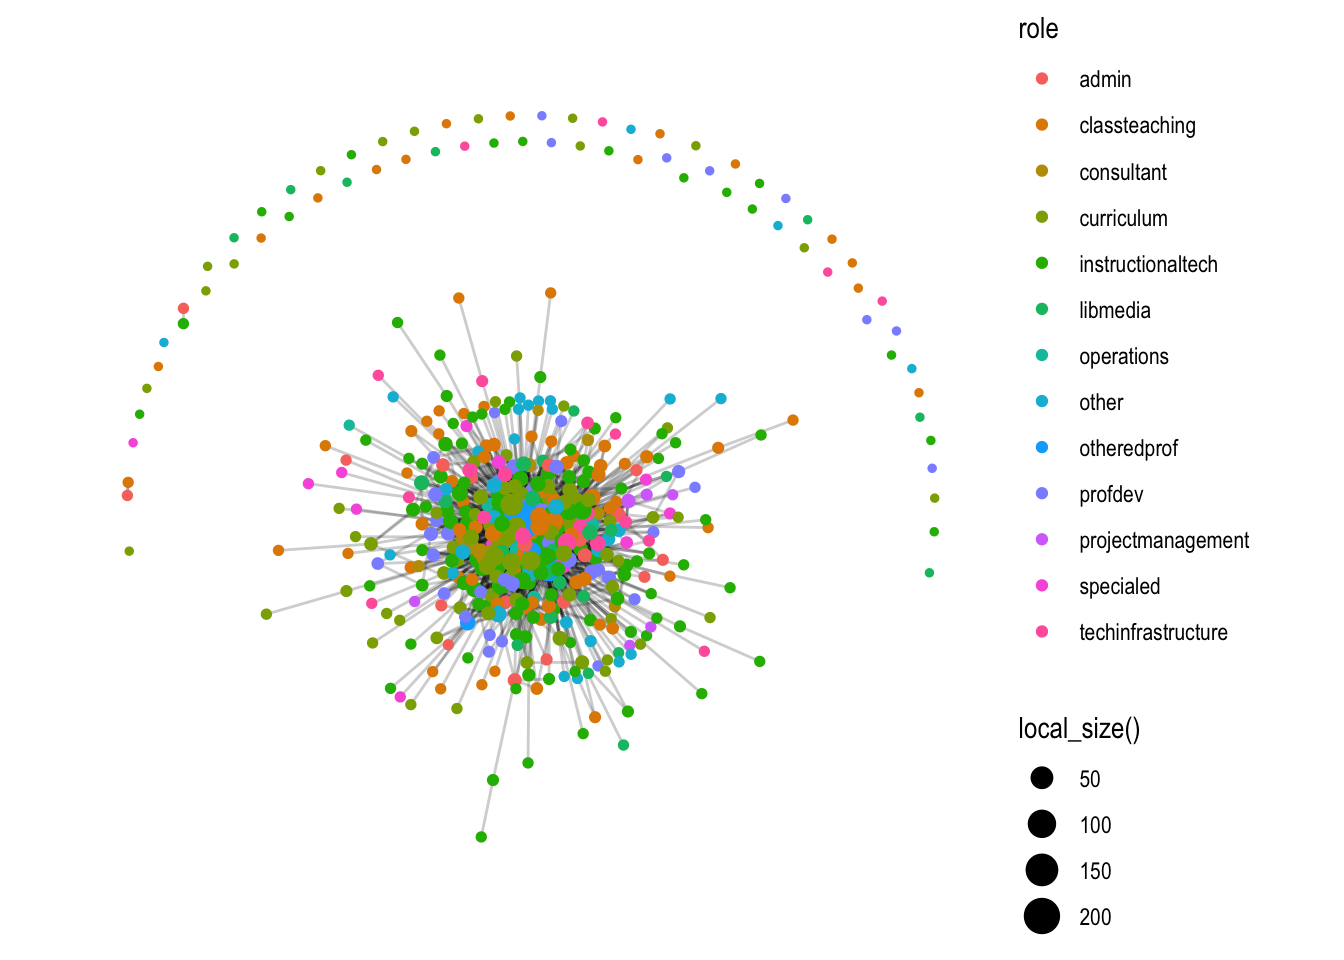 role
admin
classteaching
consultant
curriculum
instructionaltech
libmedia
operations
other
otheredprof
profdev
projectmanagement
specialed
techinfrastructure
local_size()
50
100
150
200